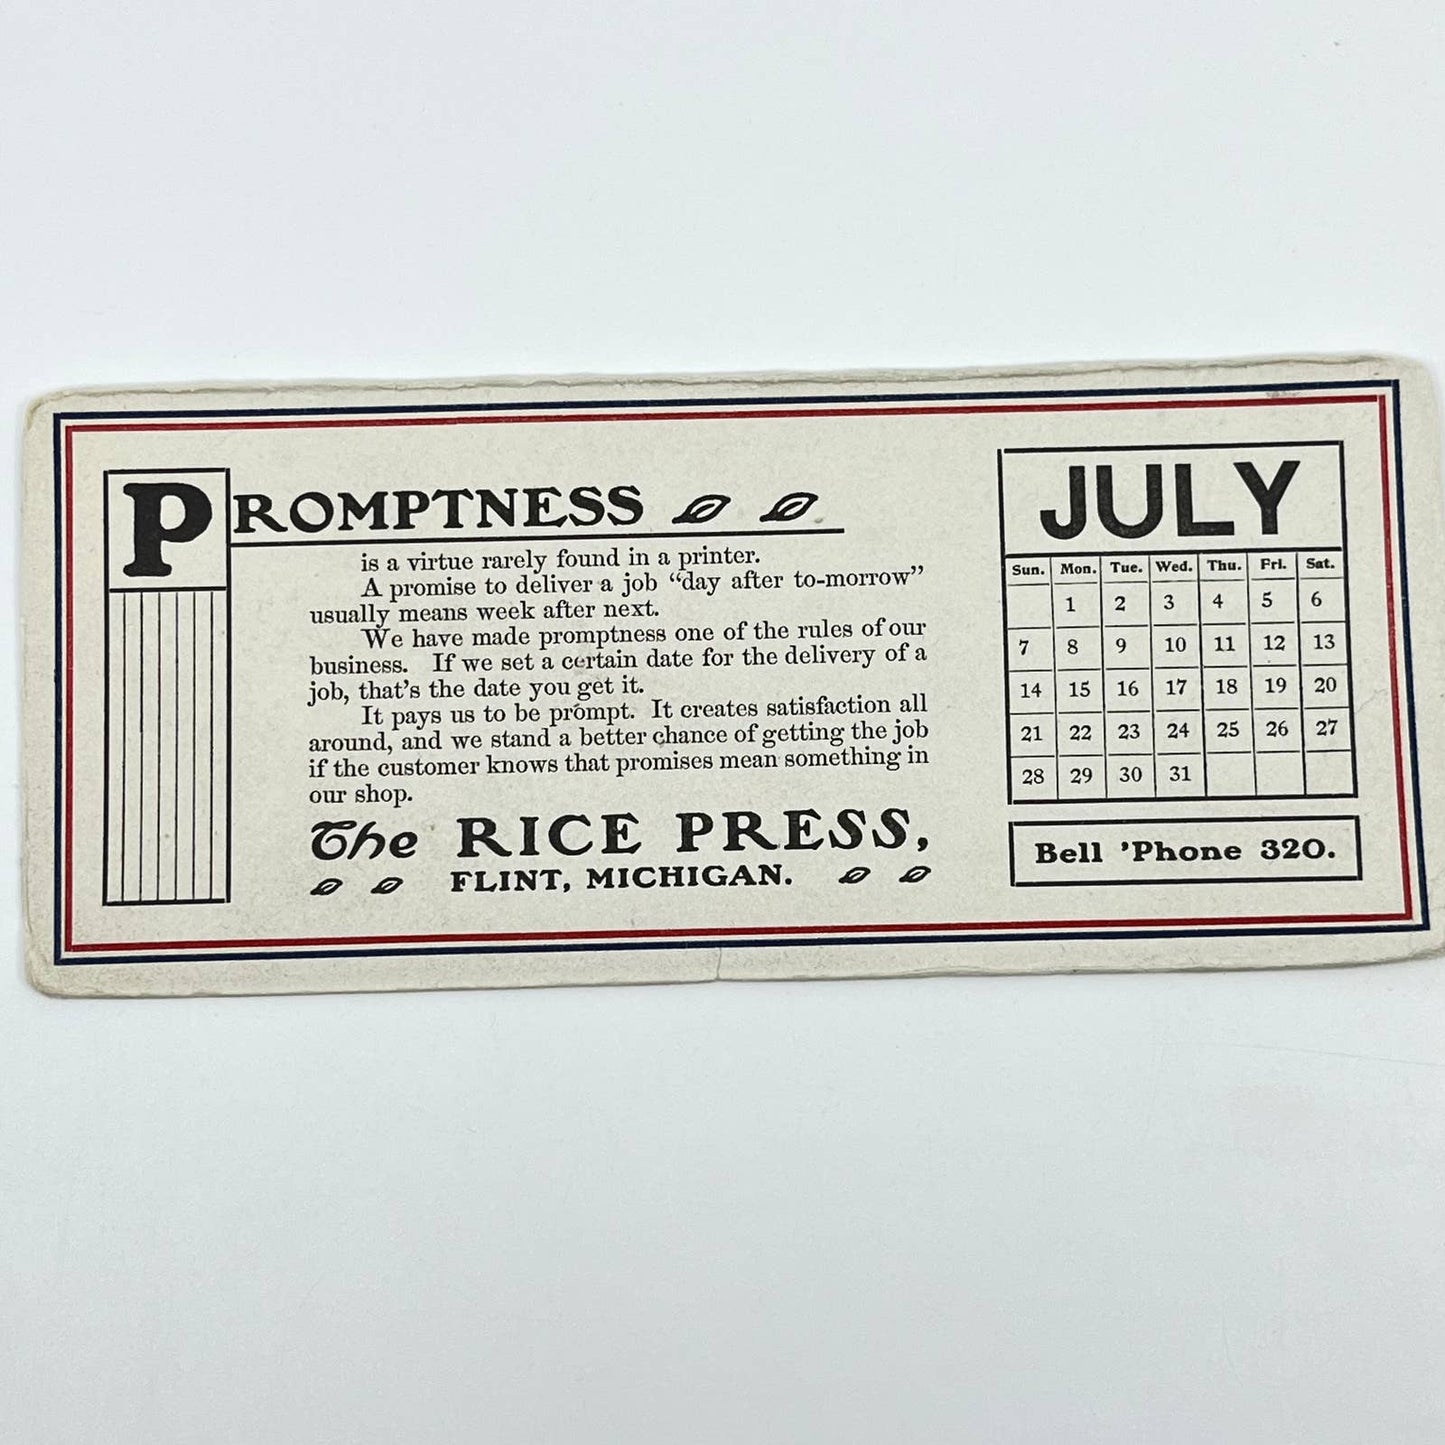 PROMPTNESS
is a virtue rarely found in a printer.
A promise to deliver a job “day after to-morrow”
usually means week after next.
We have made promptness one of the rules of our
business. If we set a certain date for the delivery of a
job, that's the date you get it.
It pays us to be prompt. It creates satisfaction all
around, and we stand a better chance of getting the job
if the customer knows that promises mean something in
our shop.
The RICE PRESS,
FLINT, MICHIGAN.
JULY
Sun. Mon. Tue. Wed. Thu. Fri. Sat.
1 2 3 4 5 6
7 8 9 10 11 12 13
14 15 16 17 18 19 20
21 22 23 24 25 26 27
28 29 30 31
Bell ’Phone 320.